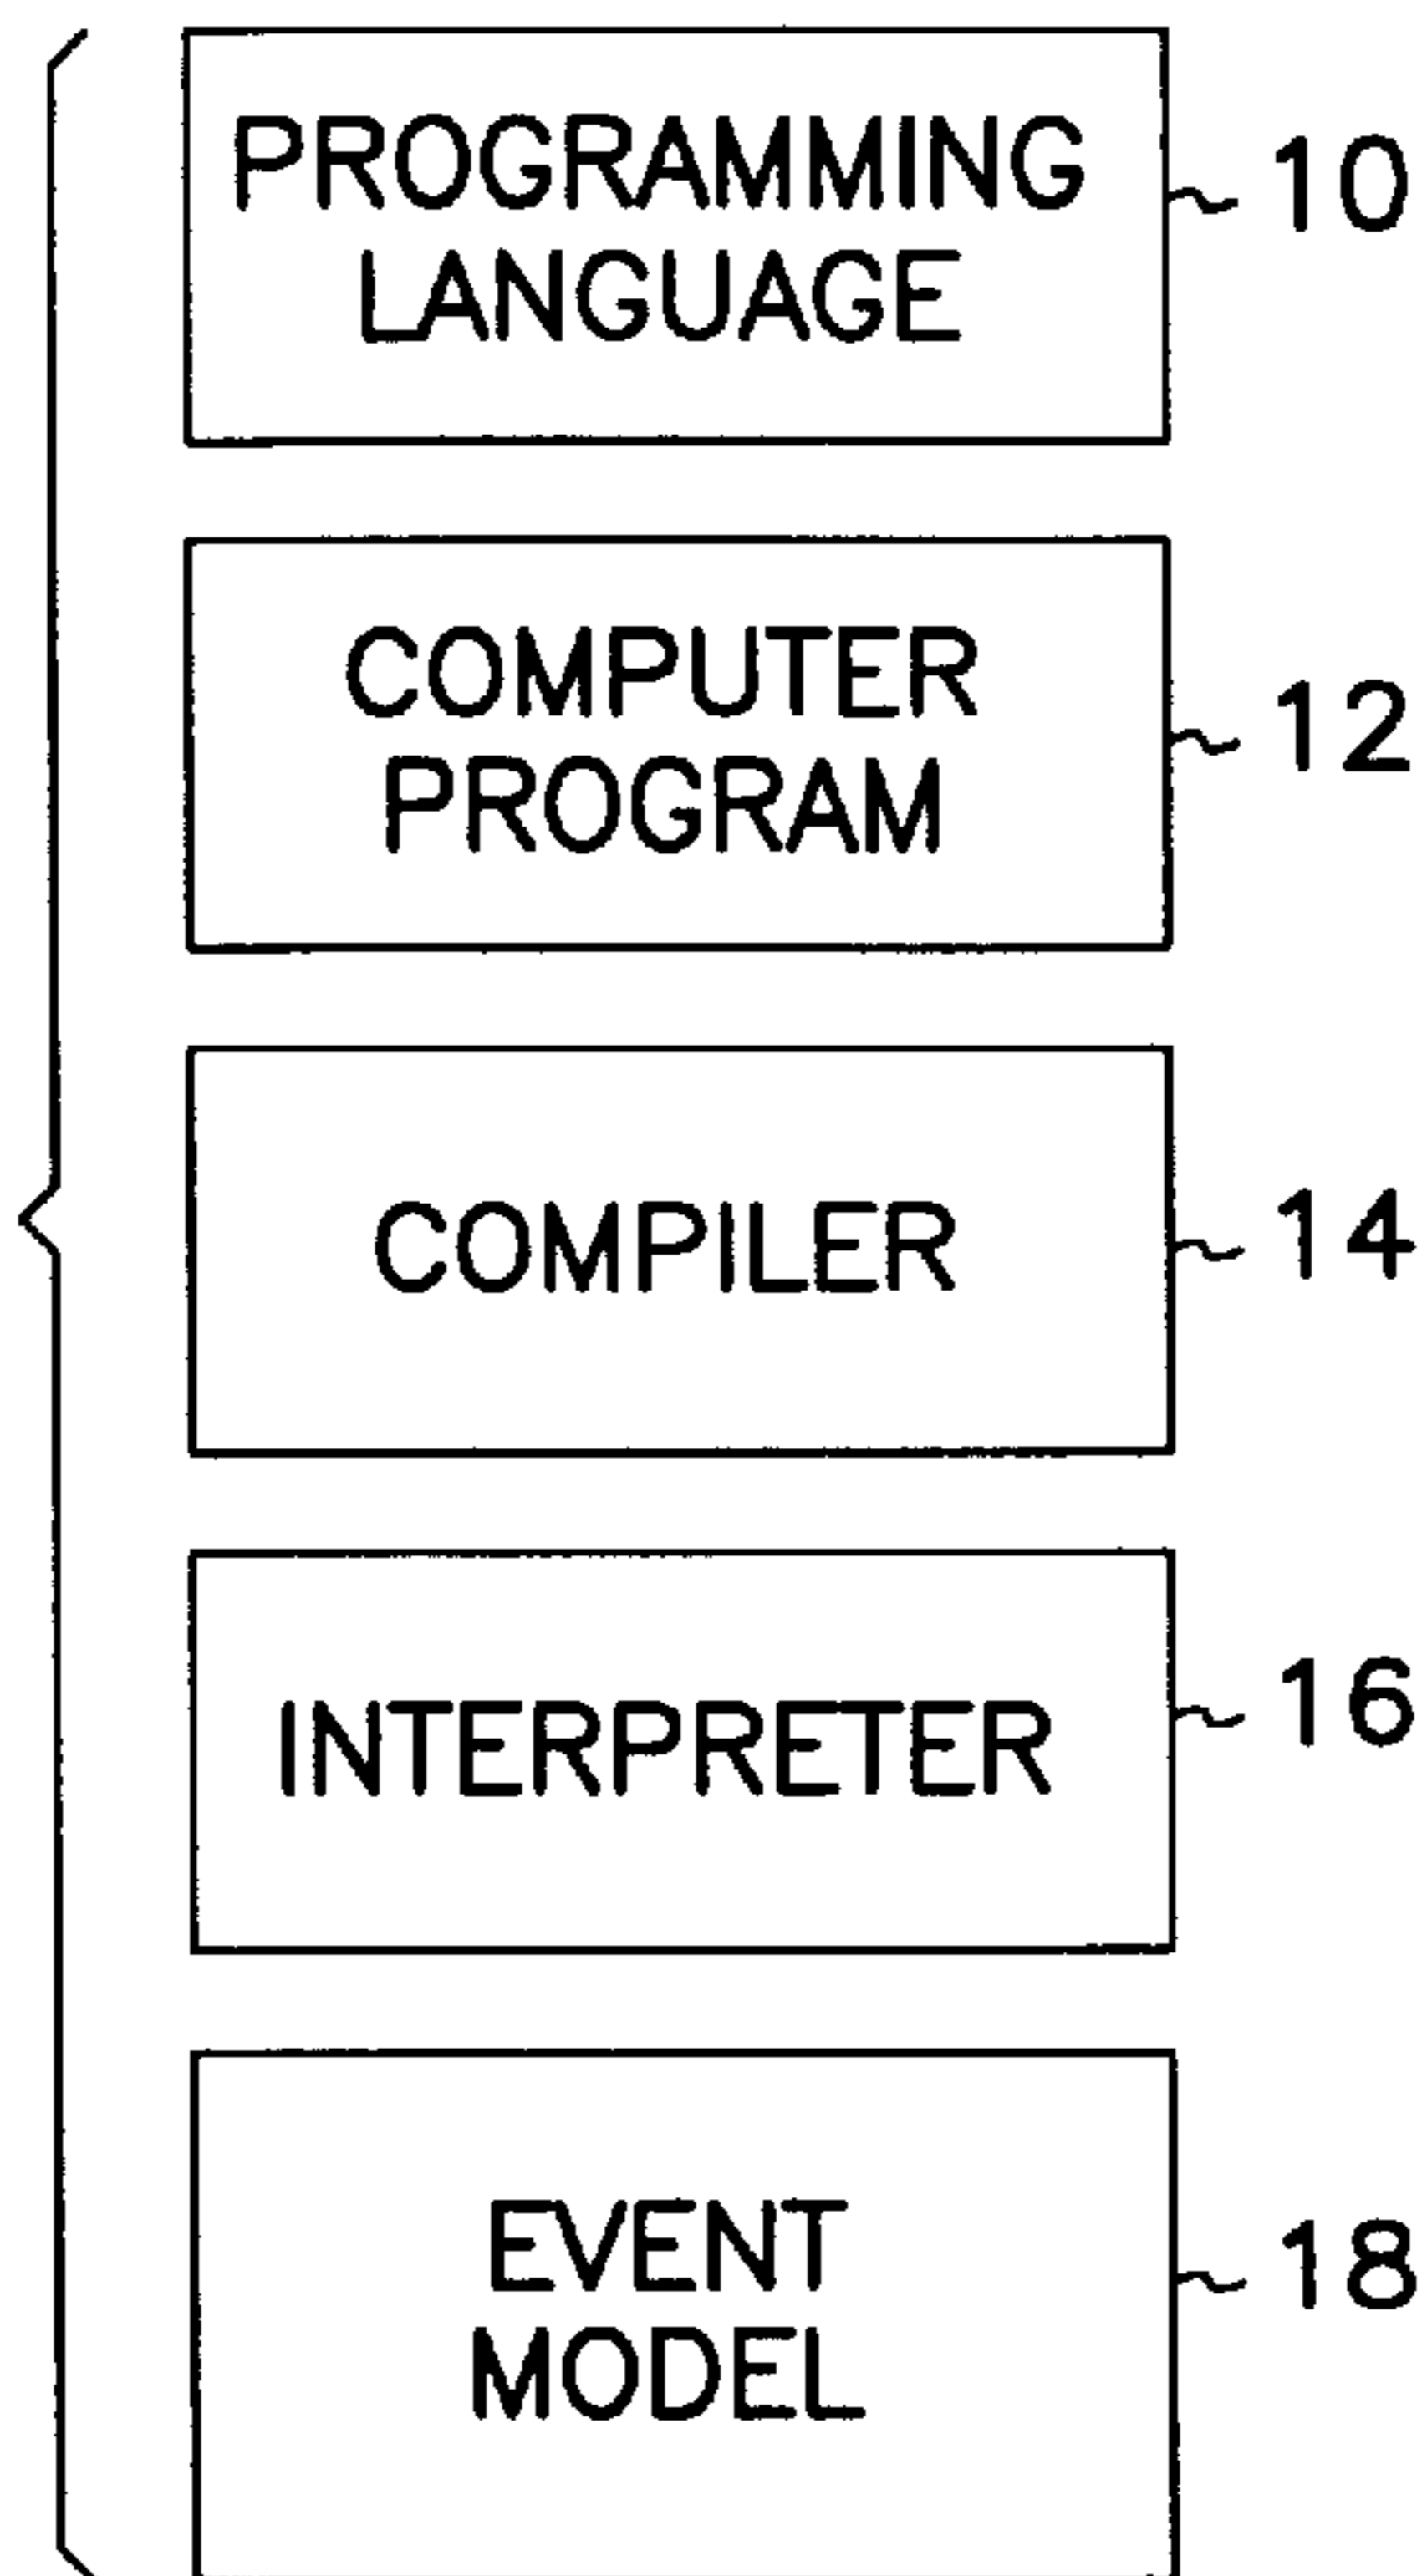 PROGRAMMING
LANGUAGE
10
COMPUTER
PROGRAM
12
COMPILER
14
INTERPRETER
16
EVENT
MODEL
18